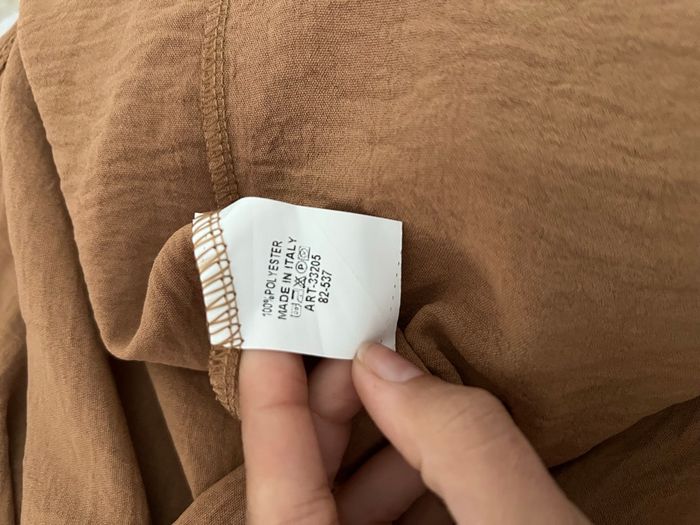 100%POLYESTER
MADE IN ITALY
ART-33205
82-537